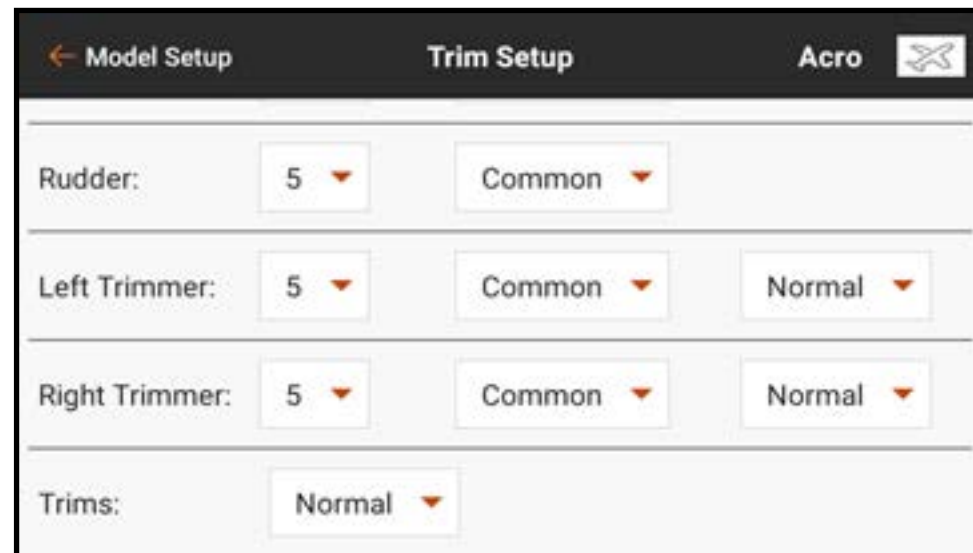 ← Model Setup Trim Setup Acro
Rudder: 5 Common
Left Trimmer: 5 Common Normal
Right Trimmer: 5 Common Normal
Trims: Normal